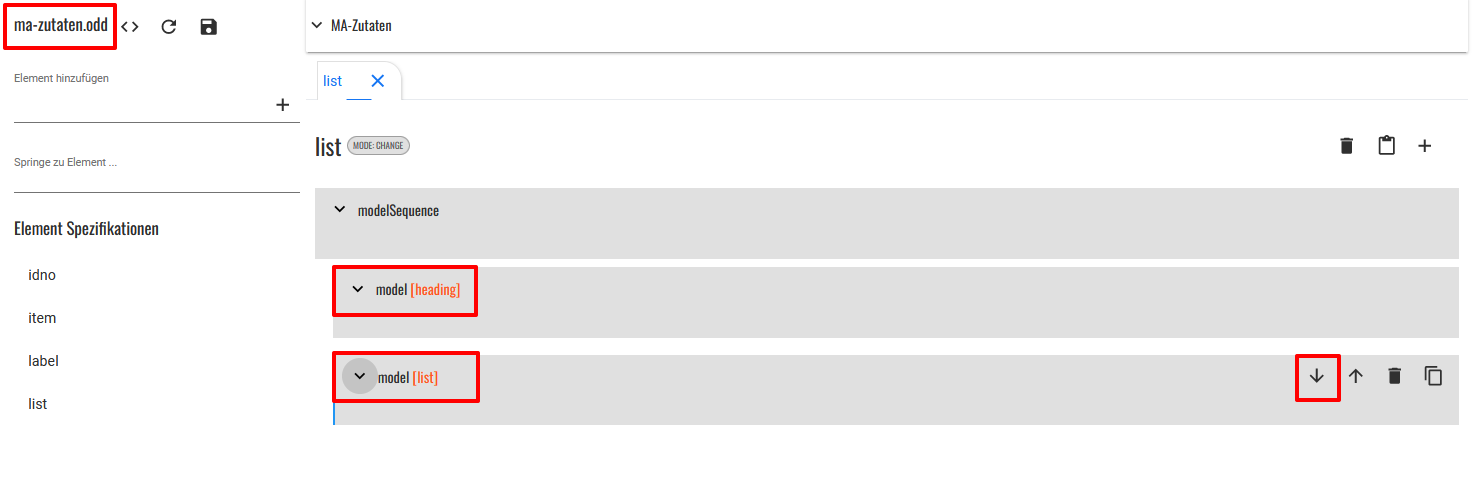 ma-zutaten.odd
Element hinzufügen
Springe zu Element ...
Element Spezifikationen
idno
item
label
list
MA-Zutaten
list
list MODE: CHANGE
modelSequence
model [heading]
model [list]